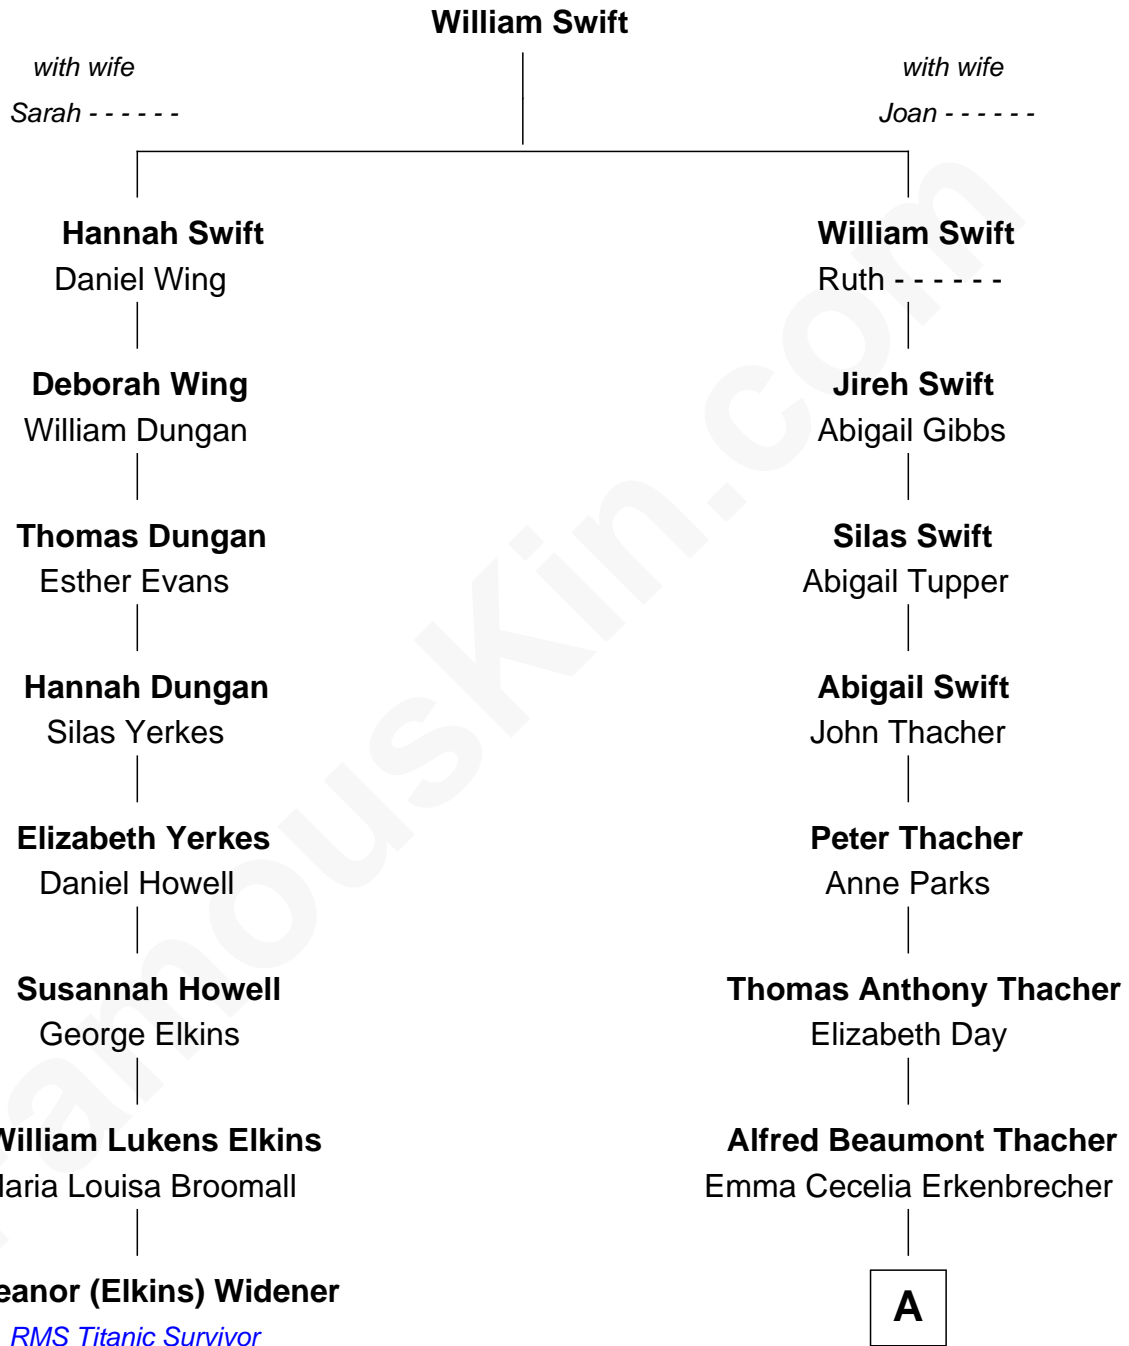 William Swift
with wife
Sarah - - - - - -
with wife
Joan - - - - - -
Hannah Swift
Daniel Wing
William Swift
Ruth - - - - - -
Deborah Wing
William Dungan
Jireh Swift
Abigail Gibbs
Thomas Dungan
Esther Evans
Silas Swift
Abigail Tupper
Hannah Dungan
Silas Yerkes
Abigail Swift
John Thacher
Elizabeth Yerkes
Daniel Howell
Peter Thacher
Anne Parks
Susannah Howell
George Elkins
Thomas Anthony Thacher
Elizabeth Day
William Lukens Elkins
Louisa Broomall
Alfred Beaumont Thacher
Emma Cecelia Erkenbrecher
(Elkins) Widener
RMS Titanic Survivor
A
FamousKin.com